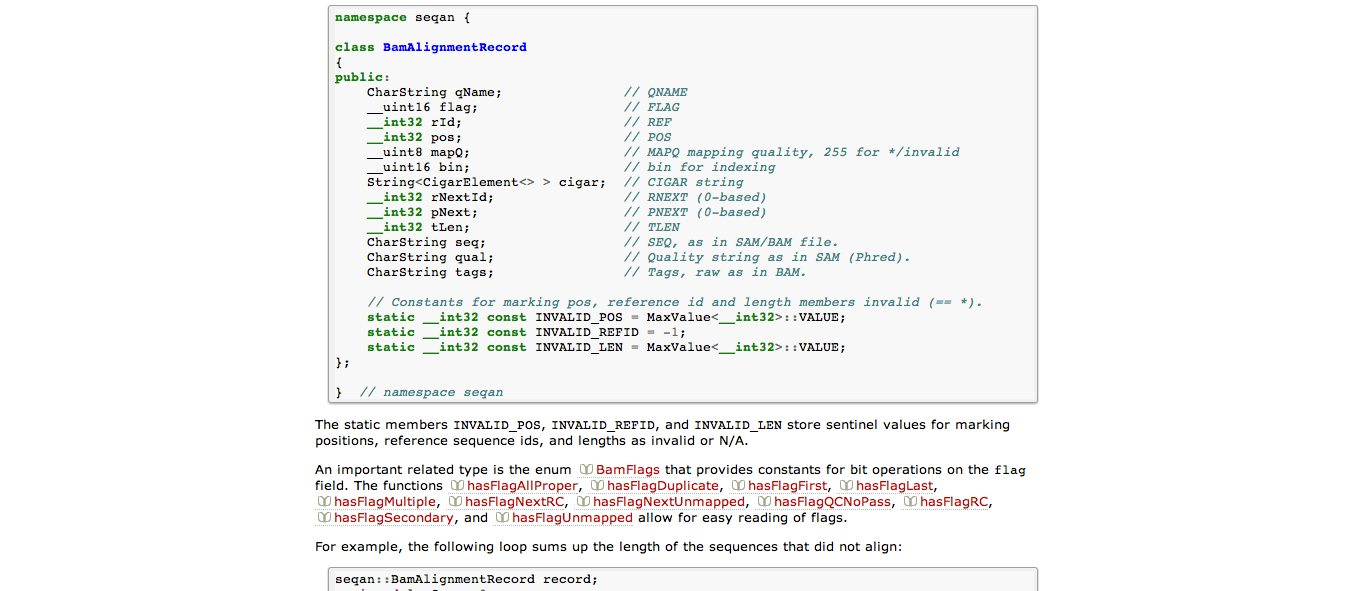 namespace seqan {
class BamAlignmentRecord
{
public:
CharString qName; // QNAME
__uint16 flag; // FLAG
__int32 rId; // REF
__int32 pos; // POS
__uint8 mapQ; // MAPQ mapping quality, 255 for */invalid
__uint16 bin; // bin for indexing
String<CigarElement<> > cigar; // CIGAR string
__int32 rNextId; // RNEXT (0-based)
__int32 pNext; // PNEXT (0-based)
__int32 tLen; // TLEN
CharString seq; // SEQ, as in SAM/BAM file.
CharString qual; // Quality string as in SAM (Phred).
CharString tags; // Tags, raw as in BAM.
// Constants for marking pos, reference id and length members invalid (== *).
static __int32 const INVALID_POS = MaxValue<__int32>::VALUE;
static __int32 const INVALID_REFID = -1;
static __int32 const INVALID_LEN = MaxValue<__int32>::VALUE;
};
} // namespace seqan
The static members INVALID_POS, INVALID_REFID, and INVALID_LEN store sentinel values for marking
positions, reference sequence ids, and lengths as invalid or N/A.
An important related type is the enum BamFlags that provides constants for bit operations on the flag
field. The functions hasFlagAllProper, hasFlagDuplicate, hasFlagFirst, hasFlagLast,
hasFlagMultiple, hasFlagNextRC, hasFlagNextUnmapped, hasFlagQCNoPass, hasFlagRC,
hasFlagSecondary, and hasFlagUnmapped allow for easy reading of flags.
For example, the following loop sums up the length of the sequences that did not align:
seqan::BamAlignmentRecord record;